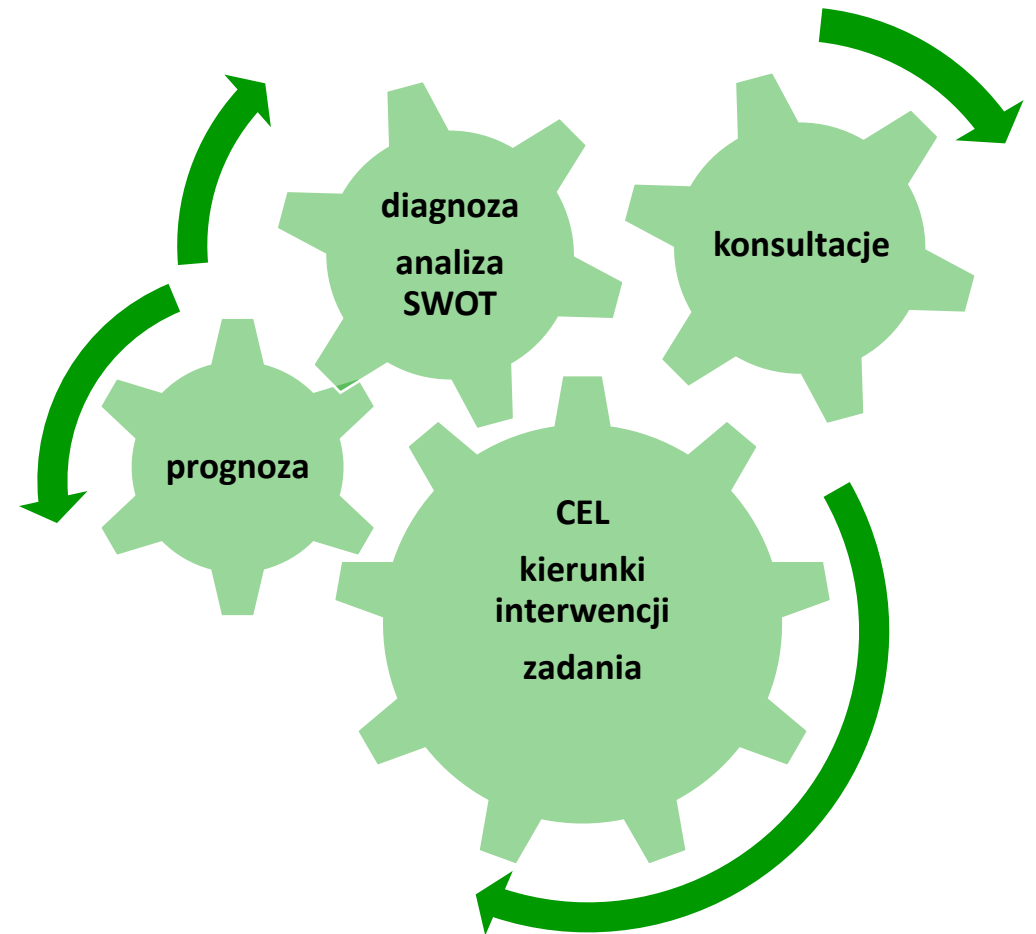 diagnoza
analiza
SWOT
konsultacje
prognoza
CEL
kierunki
interwencji
zadania